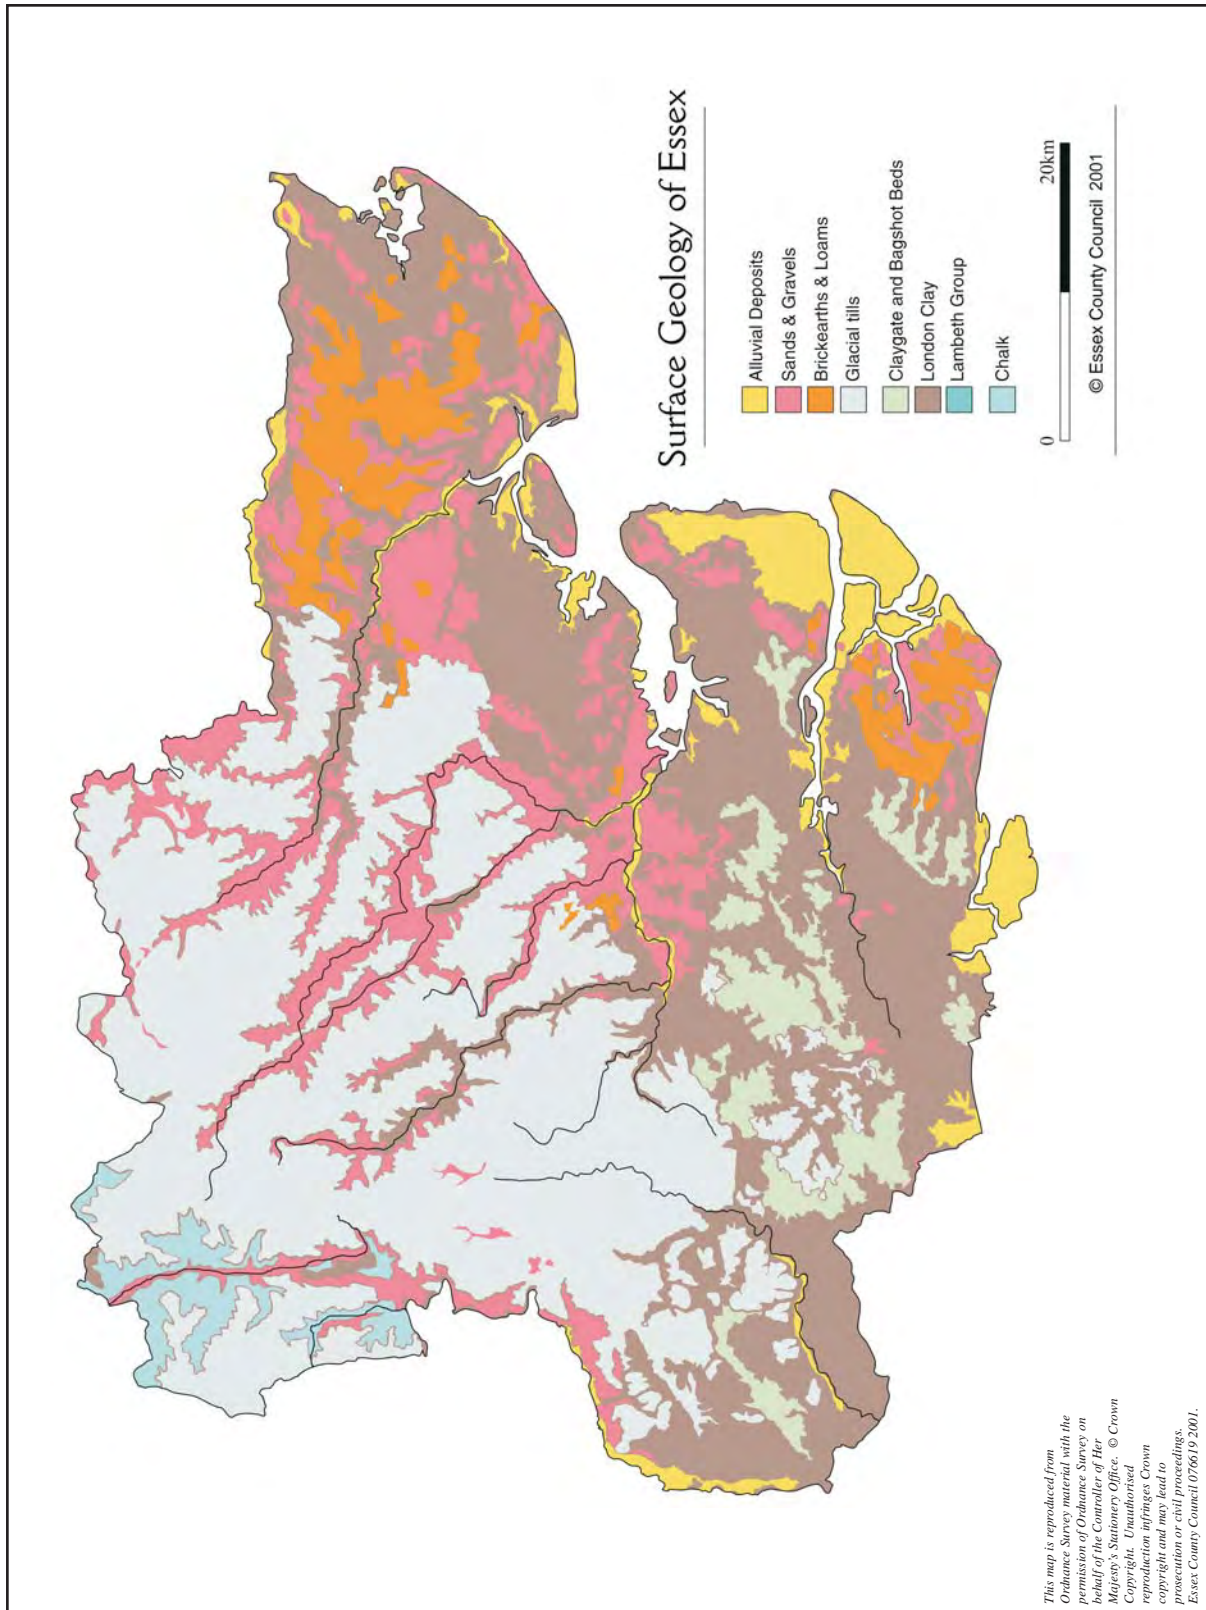 Surface Geology of Essex
Alluvial Deposits
Sands & Gravels
Brickearths & Loams
Glacial tills
Claygate and Bagshot Beds
London Clay
Lambeth Group
Chalk
0
20km
© Essex County Council 2001
This map is reproduced from
Ordnance Survey material with the
permission of Ordnance Survey on
behalf of the Controller of Her
Majesty's Stationery Office. © Crown
Copyright. Unauthorised
reproduction infringes Crown
copyright and may lead to
prosecution or civil proceedings.
Essex County Council 076619 2001.